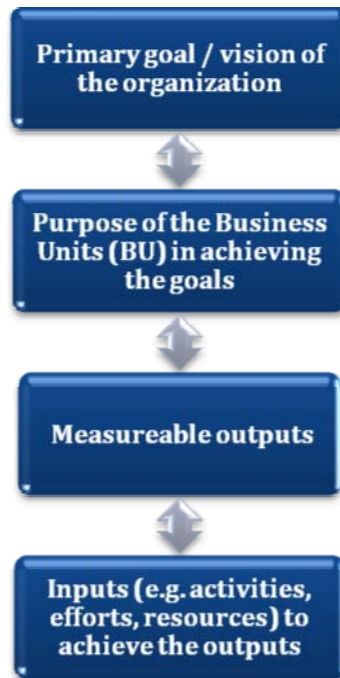 Primary goal / vision of
the organization
Purpose of the Business
Units (BU) in achieving
the goals
Measureable outputs
Inputs (e.g. activities,
efforts, resources) to
achieve the outputs